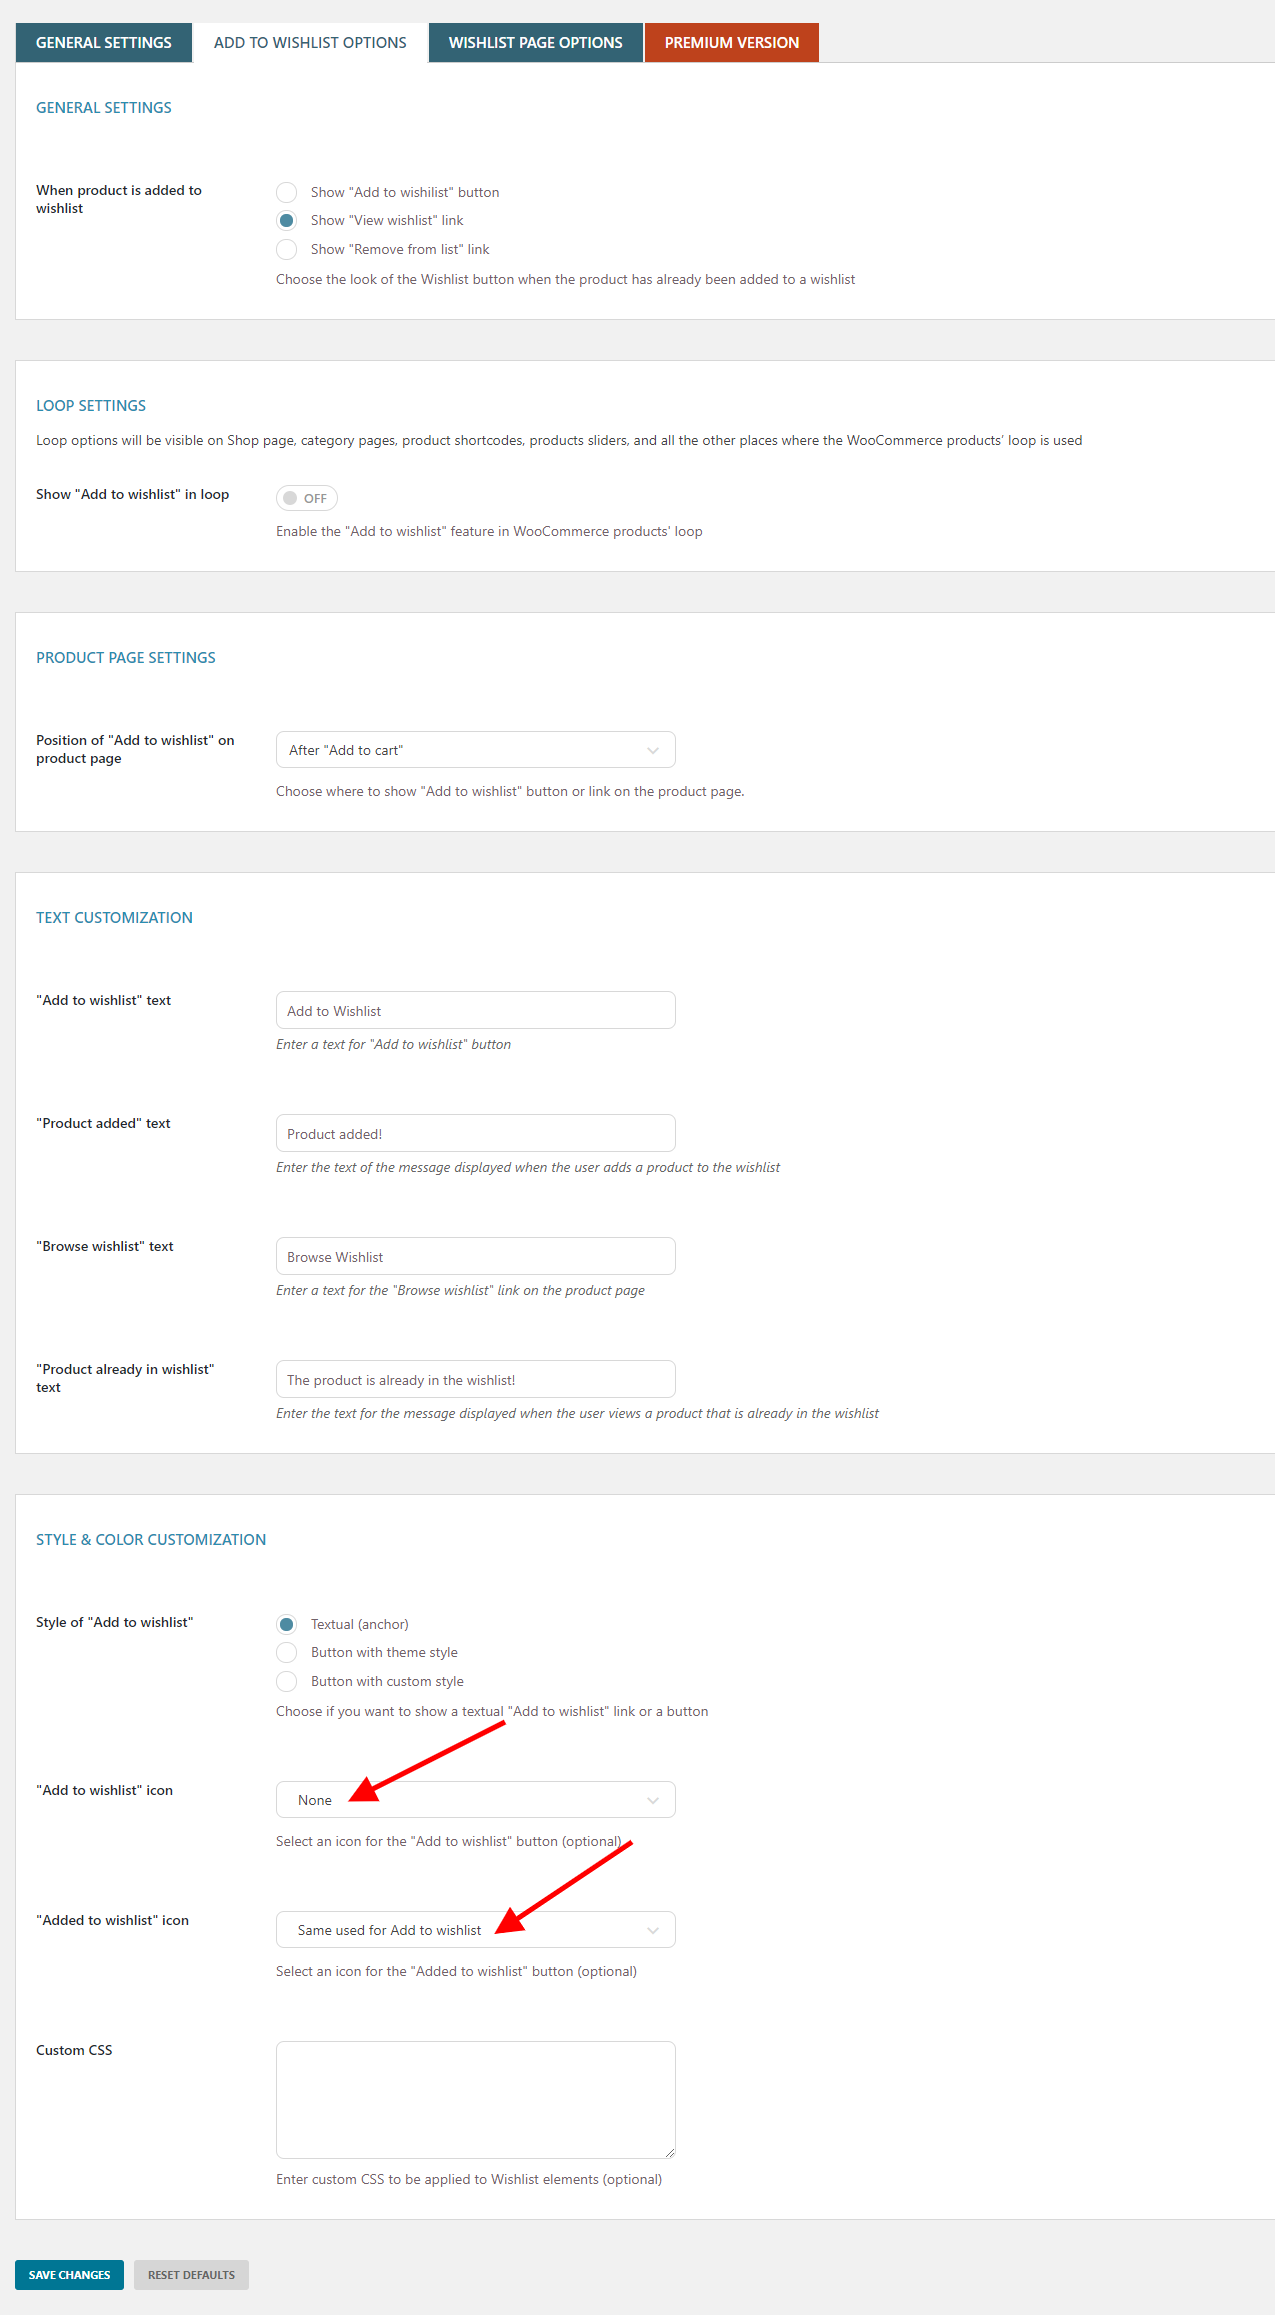 GENERAL SETTINGS
ADD TO WISHLIST OPTIONS
WISHLIST PAGE OPTIONS
PREMIUM VERSION
GENERAL SETTINGS
When product is added to
wishlist
Show "Add to wishilist" button
Show "View wishlist" link
Show "Remove from list" link
Choose the look of the Wishlist button when the product has already been added to a wishlist
LOOP SETTINGS
Loop options will be visible on Shop page, category pages, product shortcodes, products sliders, and all the other places where the WooCommerce products' loop is used
Show "Add to wishlist" in loop
OFF
Enable the "Add to wishlist" feature in WooCommerce products' loop
PRODUCT PAGE SETTINGS
Position of "Add to wishlist" on
product page
After "Add to cart"
Choose where to show "Add to wishlist" button or link on the product page.
TEXT CUSTOMIZATION
"Add to wishlist" text
Add to Wishlist
Enter a text for "Add to wishlist" button
"Product added" text
Product added!
Enter the text of the message displayed when the user adds a product to the wishlist
"Browse wishlist" text
Browse Wishlist
Enter a text for the "Browse wishlist" link on the product page
"Product already in wishlist"
text
The product is already in the wishlist!
Enter the text for the message displayed when the user views a product that is already in the wishlist
STYLE & COLOR CUSTOMIZATION
Style of "Add to wishlist"
Textual (anchor)
Button with theme style
Button with custom style
Choose if you want to show a textual "Add to wishlist" link or a button
"Add to wishlist" icon
None
Select an icon for the "Add to wishlist" button (optional)
"Added to wishlist" icon
Same used for Add to wishlist
Select an icon for the "Added to wishlist" button (optional)
Custom CSS
Enter custom CSS to be applied to Wishlist elements (optional)
SAVE CHANGES
RESET DEFAULTS